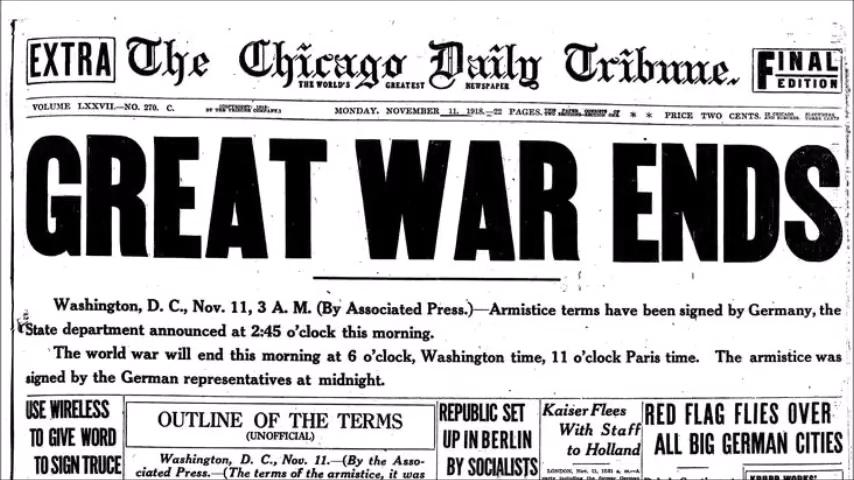 EXTRA
The Chicago Daily Tribune.
FINAL
EDITION
THE WORLD'S GREATEST NEWSPAPER
VOLUME LXXVII.—NO. 270. C.
MONDAY, NOVEMBER 11, 1918.—22 PAGES.
* * PRICE TWO CENTS.
GREAT WAR ENDS
Washington, D. C., Nov. 11, 3 A. M. (By Associated Press.)—Armistice terms have been signed by Germany, the
State department announced at 2:45 o'clock this morning.
The world war will end this morning at 6 o'clock, Washington time, 11 o'clock Paris time. The armistice was
signed by the German representatives at midnight.
USE WIRELESS
TO GIVE WORD
TO SIGN TRUCE
OUTLINE OF THE TERMS
(UNOFFICIAL)
Washington, D. C., Nov. 11.—(By the Asso-
ciated Press.—(The terms of the armistice, it was
REPUBLIC SET
UP IN BERLIN
BY SOCIALISTS
Kaiser Flees
With Staff
to Holland
RED FLAG FLIES OVER
ALL BIG GERMAN CITIES